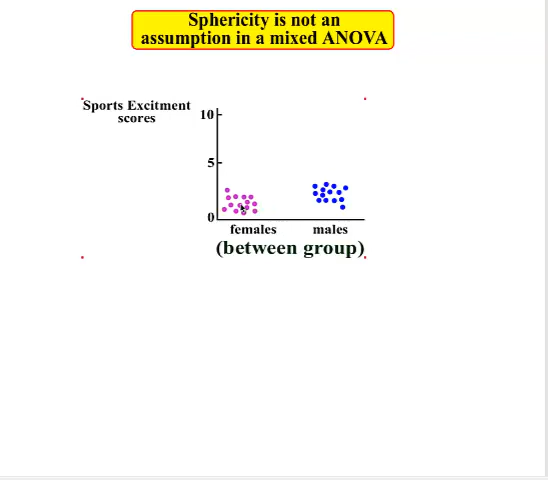 Sphericity is not an
assumption in a mixed ANOVA
Sports Excitment
scores
10
5
0
females males
(between group)